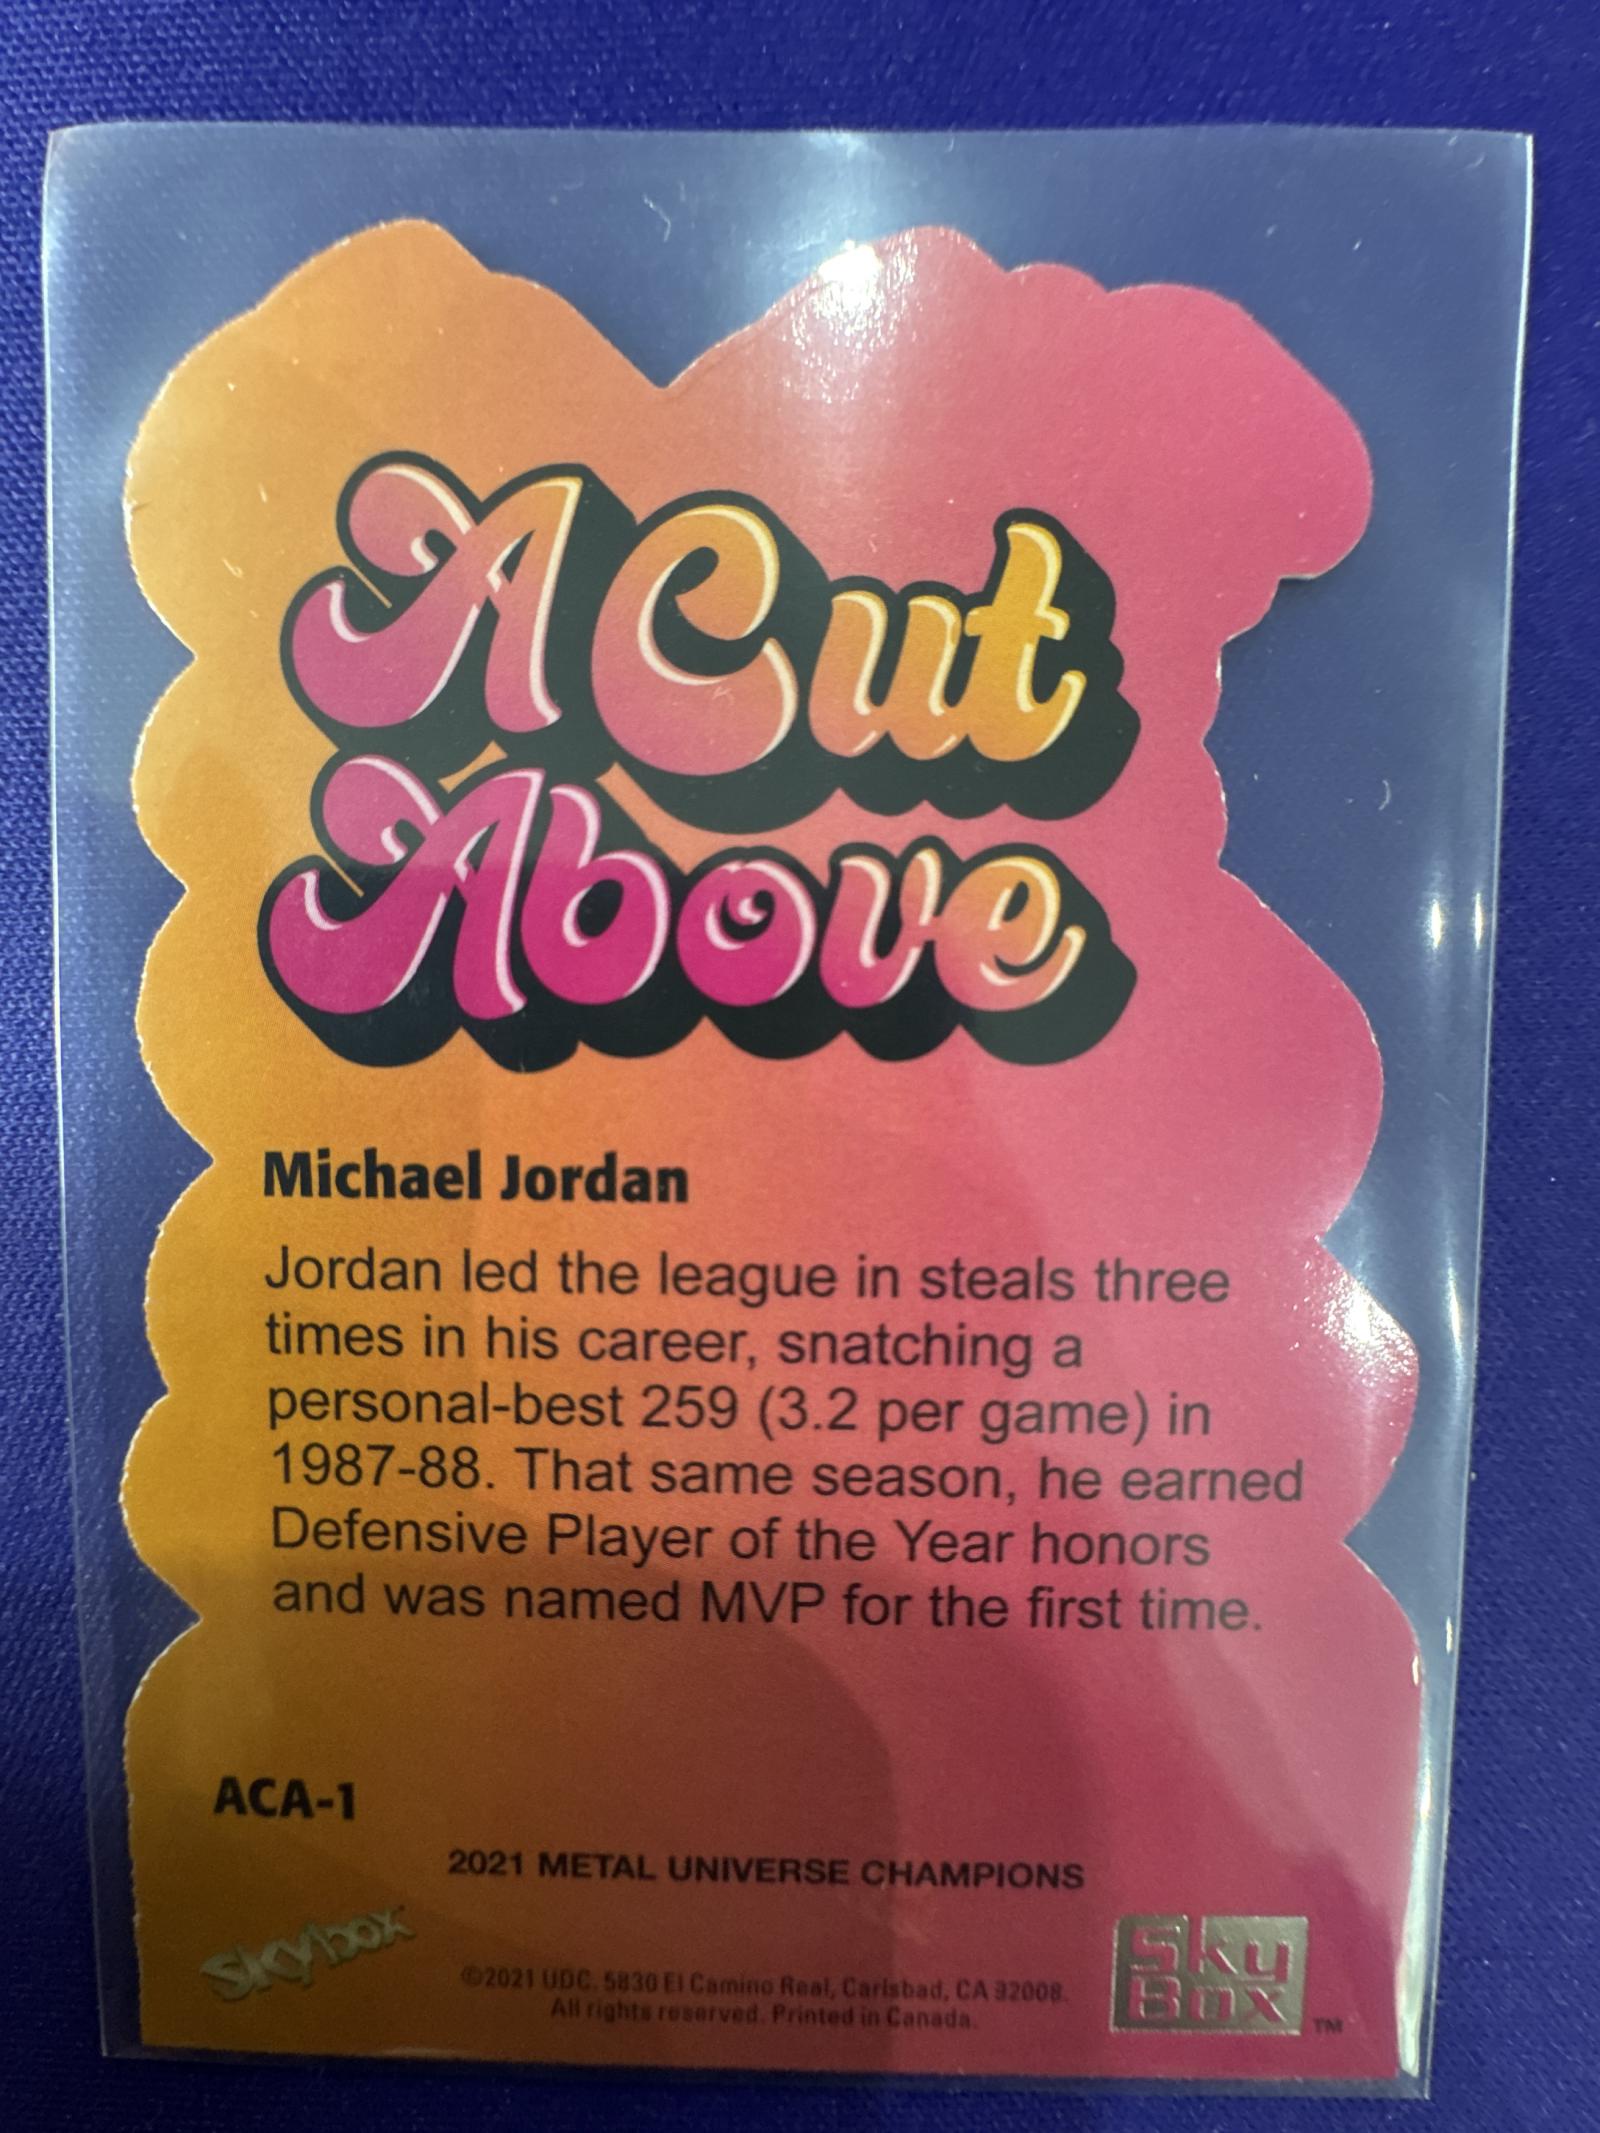 A Cut
Above
Michael Jordan
Jordan led the league in steals three
times in his career, snatching a
personal-best 259 (3.2 per game) in
1987-88. That same season, he earned
Defensive Player of the Year honors
and was named MVP for the first time.
ACA-1
2021 METAL UNIVERSE CHAMPIONS
skybox
©2021 UDC. 5830 El Camino Real, Carlsbad, CA 92008.
All rights reserved. Printed in Canada.
Sky
Box
TM